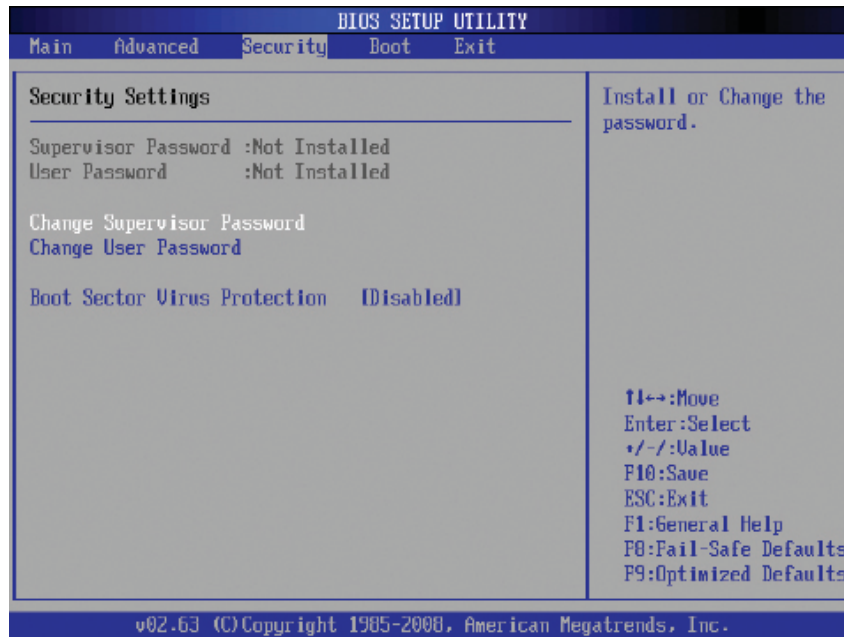 BIOS SETUP UTILITY
Main Advanced Security Boot Exit
Security Settings
Supervisor Password :Not Installed
User Password :Not Installed
Change Supervisor Password
Change User Password
Boot Sector Virus Protection [Disabled]
Install or Change the
password.
↑↓←→:Move
Enter:Select
+/-/:Value
F10:Save
ESC:Exit
F1:General Help
F8:Fail-Safe Defaults
F9:Optimized Defaults
v02.63 (C)Copyright 1985-2008, American Megatrends, Inc.